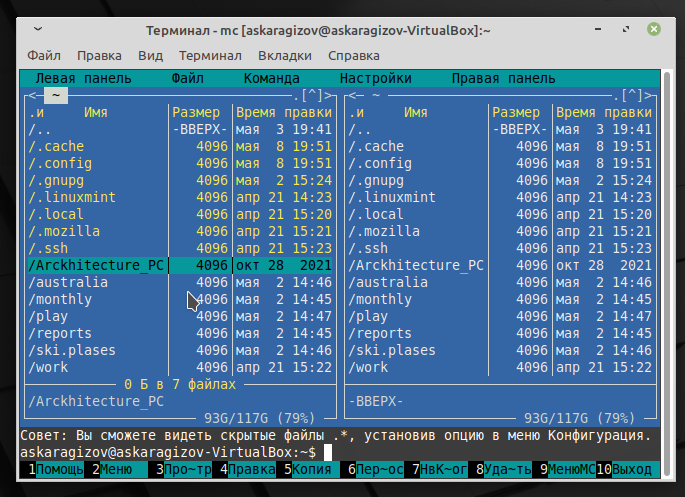 Терминал - mc [askaragizov@askaragizov-VirtualBox]:~
Файл Правка Вид Терминал Вкладки Справка
Левая панель Файл Команда Настройки Правая панель
<─ ~ ─.[^]> <─ ~ ─.[^]>
.и Имя Размер Время правки .и Имя Размер Время правки
/.. -ВВЕРХ- мая 3 19:41 /.. -ВВЕРХ- мая 3 19:41
/.cache 4096 мая 8 19:51 /.cache 4096 мая 8 19:51
/.config 4096 мая 8 19:51 /.config 4096 мая 8 19:51
/.gnupg 4096 мая 2 15:24 /.gnupg 4096 мая 2 15:24
/.linuxmint 4096 апр 21 14:23 /.linuxmint 4096 апр 21 14:23
/.local 4096 апр 21 15:20 /.local 4096 апр 21 15:20
/.mozilla 4096 апр 21 15:21 /.mozilla 4096 апр 21 15:21
/.ssh 4096 апр 21 15:23 /.ssh 4096 апр 21 15:23
/Arckhitecture_PC 4096 окт 28 2021 /Arckhitecture_PC 4096 окт 28 2021
/australia 4096 мая 2 14:46 /australia 4096 мая 2 14:46
/monthly 4096 мая 2 14:45 /monthly 4096 мая 2 14:45
/play 4096 мая 2 14:47 /play 4096 мая 2 14:47
/reports 4096 мая 2 14:45 /reports 4096 мая 2 14:45
/ski.plases 4096 мая 2 14:46 /ski.plases 4096 мая 2 14:46
/work 4096 апр 21 15:22 /work 4096 апр 21 15:22
0 Б в 7 файлах
/Arckhitecture_PC -ВВЕРХ-
93G/117G (79%) 93G/117G (79%)
Совет: Вы сможете видеть скрытые файлы .*, установив опцию в меню Конфигурация.
askaragizov@askaragizov-VirtualBox:~$
1Помощь 2Меню 3Про~тр 4Правка 5Копия 6Пер~ос 7НвК~ог 8Уда~ть 9МенюMC 10Выход